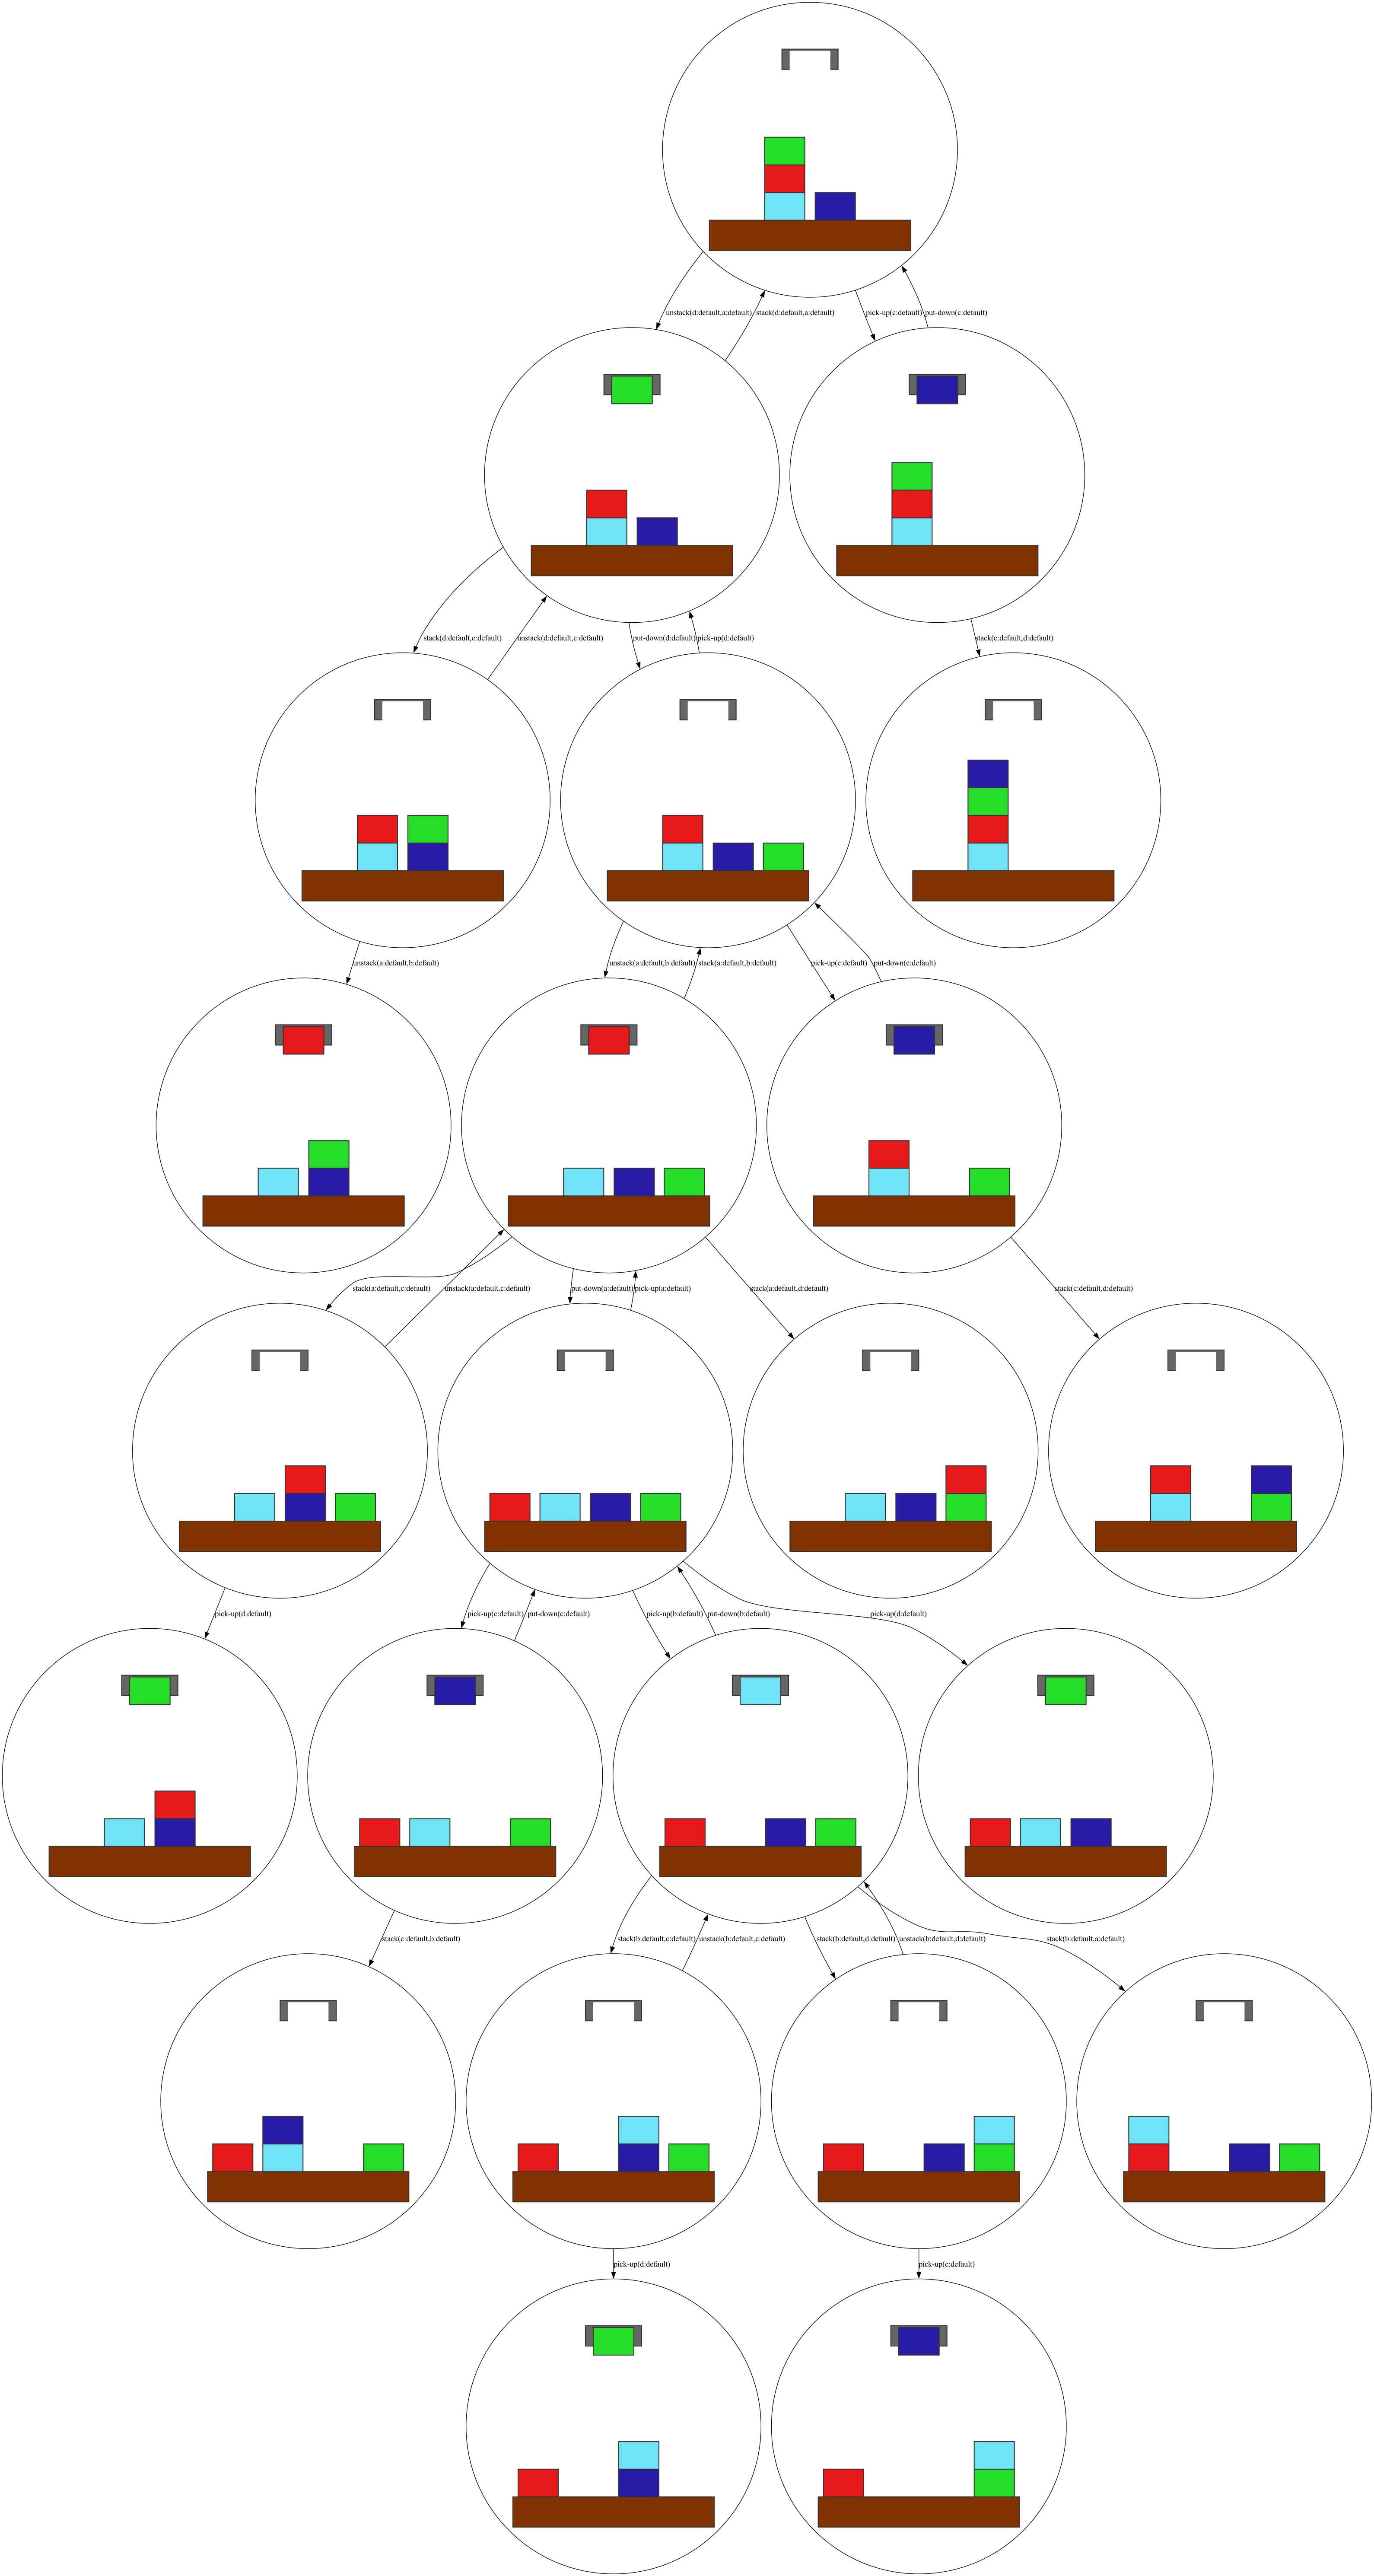 unstack(d:default,a:default)
stack(d:default,a:default)
pick-up(c:default)
put-down(c:default)
stack(d:default,c:default)
unstack(d:default,c:default)
put-down(d:default)
pick-up(d:default)
stack(c:default,d:default)
unstack(a:default,b:default)
unstack(a:default,b:default)
stack(a:default,b:default)
pick-up(c:default)
put-down(c:default)
stack(a:default,c:default)
unstack(a:default,c:default)
put-down(a:default)
pick-up(a:default)
stack(a:default,d:default)
stack(c:default,d:default)
pick-up(d:default)
pick-up(c:default)
put-down(c:default)
pick-up(b:default)
put-down(b:default)
pick-up(d:default)
stack(c:default,b:default)
stack(b:default,c:default)
unstack(b:default,c:default)
stack(b:default,d:default)
unstack(b:default,d:default)
stack(b:default,a:default)
pick-up(d:default)
pick-up(c:default)